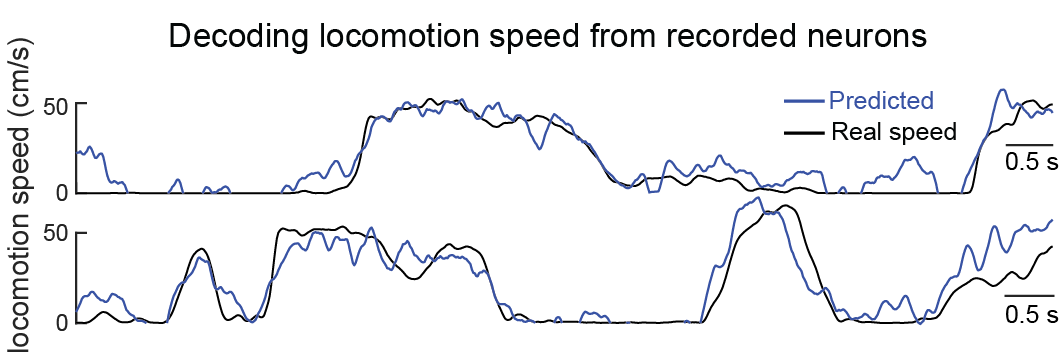 Decoding locomotion speed from recorded neurons
locomotion speed (cm/s)
50
0
Predicted
Real speed
0.5 s
50
0
0.5 s